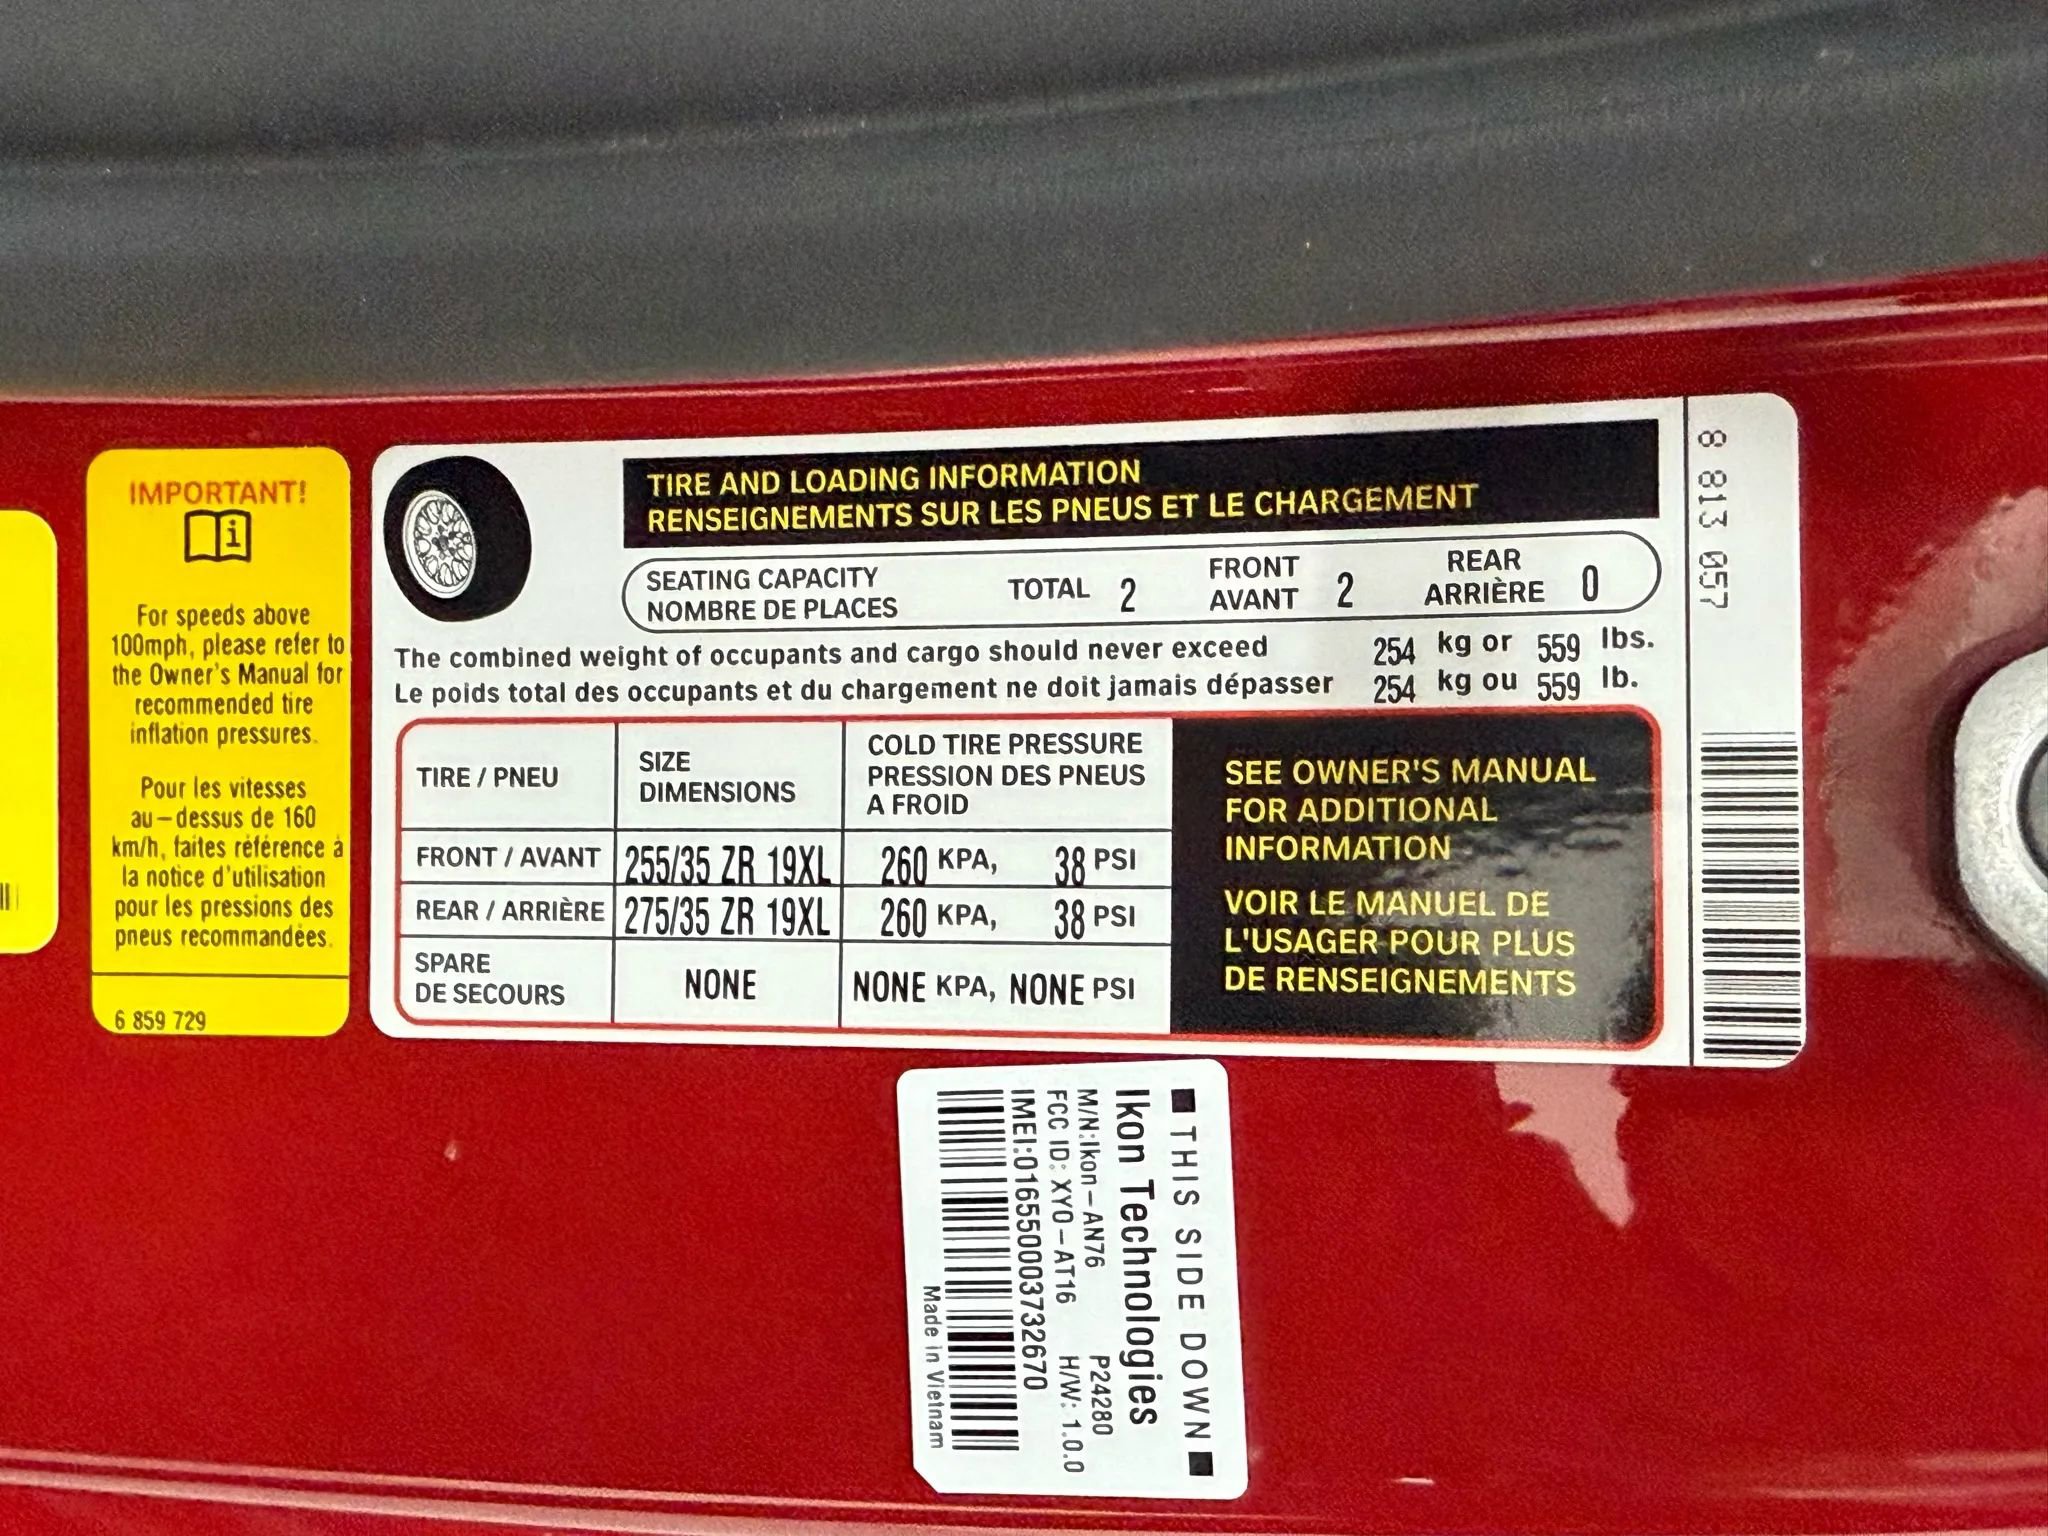 IMPORTANT!
For speeds above
100mph, please refer to
the Owner's Manual for
recommended tire
inflation pressures.
Pour les vitesses
au-dessus de 160
km/h, faites référence à
la notice d'utilisation
pour les pressions des
pneus recommandées.
6 859 729
TIRE AND LOADING INFORMATION
RENSEIGNEMENTS SUR LES PNEUS ET LE CHARGEMENT
SEATING CAPACITY
NOMBRE DE PLACES
TOTAL 2
FRONT
AVANT 2
REAR
ARRIÈRE 0
The combined weight of occupants and cargo should never exceed 254 kg or 559 lbs.
Le poids total des occupants et du chargement ne doit jamais dépasser 254 kg ou 559 lb.
TIRE / PNEU
SIZE
DIMENSIONS
COLD TIRE PRESSURE
PRESSION DES PNEUS
A FROID
FRONT / AVANT 255/35 ZR 19XL 260 KPA, 38 PSI
REAR / ARRIÈRE 275/35 ZR 19XL 260 KPA, 38 PSI
SPARE
DE SECOURS
NONE NONE KPA, NONE PSI
SEE OWNER'S MANUAL
FOR ADDITIONAL
INFORMATION
VOIR LE MANUEL DE
L'USAGER POUR PLUS
DE RENSEIGNEMENTS
8 813 057
THIS SIDE DOWN
Ikon Technologies
M/N:Ikon-AN76 P24280
FCC ID: XYO-AT16 H/W: 1.0.0
IMEI:016550003732670
Made in Vietnam